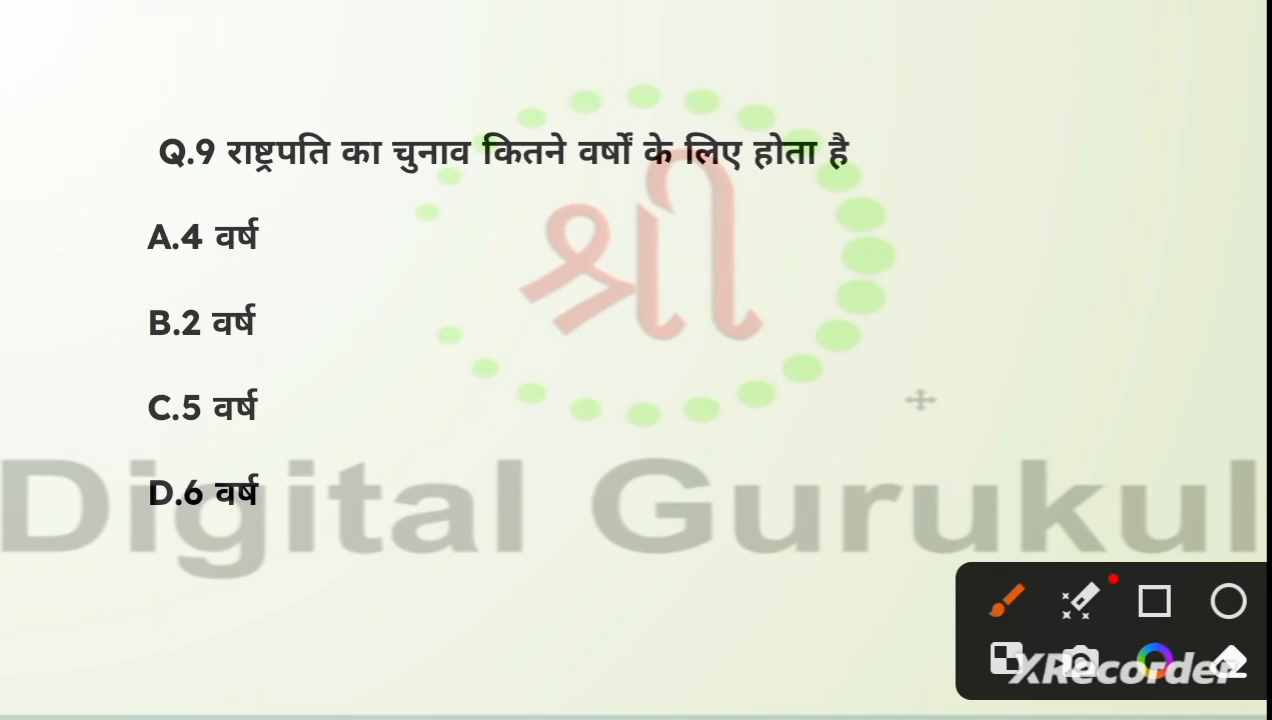 Q.9 राष्ट्रपति का चुनाव कितने वर्षों के लिए होता है
श्री
A.4 वर्ष
B.2 वर्ष
C.5 वर्ष
D.6 वर्ष
Digital Gurukul
XRecorder